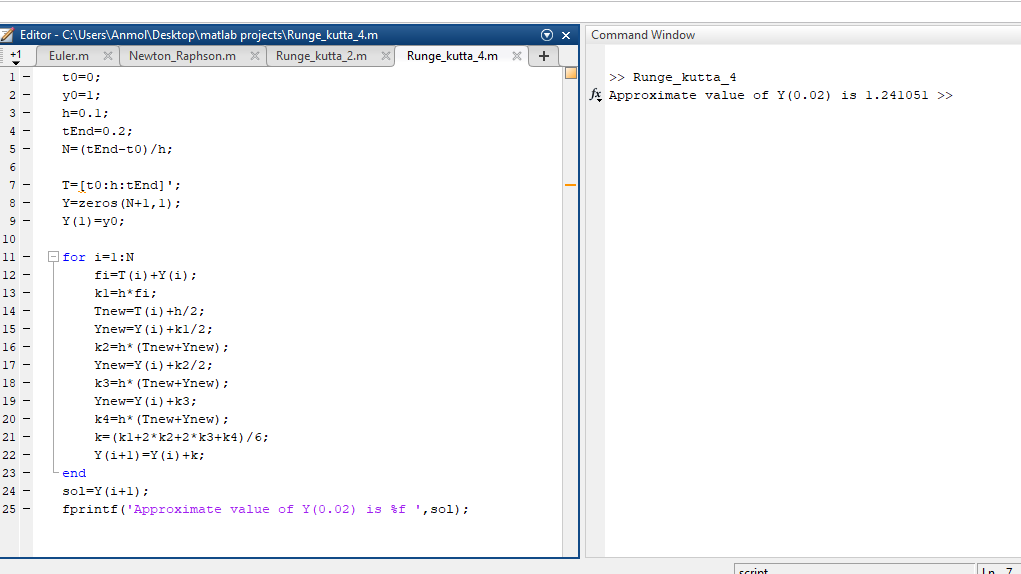 Editor - C:\Users\Anmol\Desktop\matlab projects\Runge_kutta_4.m
+1 Euler.m Newton_Raphson.m Runge_kutta_2.m Runge_kutta_4.m +
1 - t0=0;
2 - y0=1;
3 - h=0.1;
4 - tEnd=0.2;
5 - N=(tEnd-t0)/h;
6
7 - T=[t0:h:tEnd]';
8 - Y=zeros(N+1,1);
9 - Y(1)=y0;
10
11 - for i=1:N
12 - fi=T(i)+Y(i);
13 - k1=h*fi;
14 - Tnew=T(i)+h/2;
15 - Ynew=Y(i)+k1/2;
16 - k2=h*(Tnew+Ynew);
17 - Ynew=Y(i)+k2/2;
18 - k3=h*(Tnew+Ynew);
19 - Ynew=Y(i)+k3;
20 - k4=h*(Tnew+Ynew);
21 - k=(k1+2*k2+2*k3+k4)/6;
22 - Y(i+1)=Y(i)+k;
23 - end
24 - sol=Y(i+1);
25 - fprintf('Approximate value of Y(0.02) is %f ',sol);
Command Window
>> Runge_kutta_4
fx Approximate value of Y(0.02) is 1.241051 >>
script
Ln 7